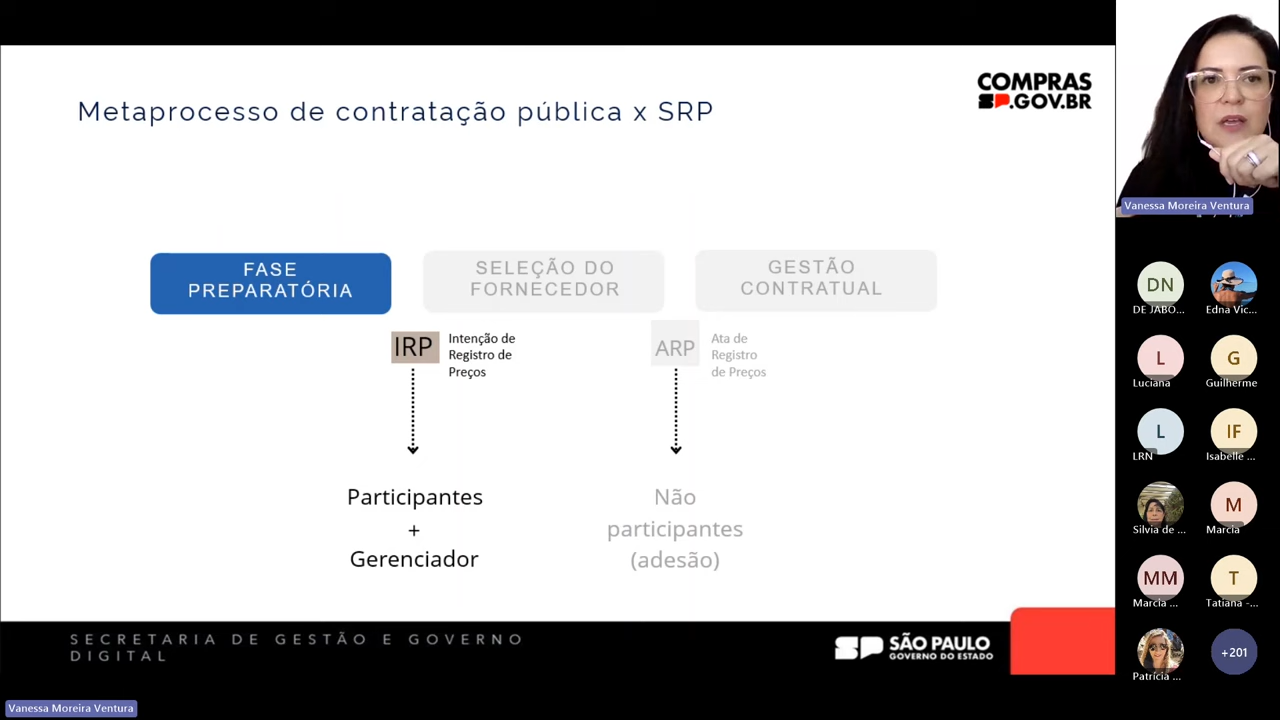 Metaprocesso de contratação pública x SRP
COMPRAS
SP.GOV.BR
FASE
PREPARATÓRIA
SELEÇÃO DO
FORNECEDOR
GESTÃO
CONTRATUAL
IRP
Intenção de
Registro de
Preços
ARP
Ata de
Registro
de Preços
Participantes
+
Gerenciador
Não
participantes
(adesão)
SECRETARIA DE GESTÃO E GOVERNO
DIGITAL
SP
SÃO PAULO
GOVERNO DO ESTADO
Vanessa Moreira Ventura
Vanessa Moreira Ventura
DN
DE JABO...
Edna Vic...
L
Luciana
G
Guilherme
L
LRN
IF
Isabelle ...
Silvia de ...
M
Marcia
MM
Marcia ...
T
Tatiana -...
Patrícia ...
+201